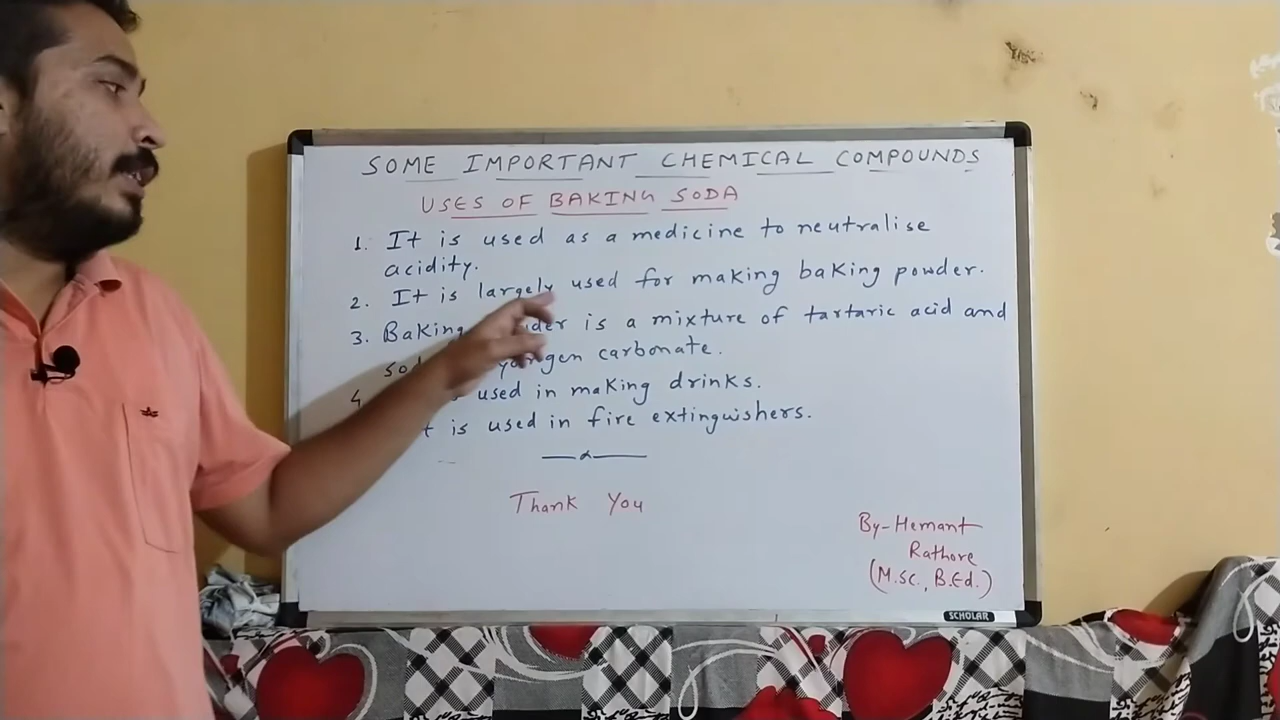 SOME IMPORTANT CHEMICAL COMPOUNDS
USES OF BAKING SODA
1. It is used as a medicine to neutralise
acidity.
2. It is largely used for making baking powder.
3. Baking is a mixture of tartaric acid and
carbonate.
4 used in making drinks.
is used in fire extinguishers.
Thank You
By-Hemant
Rathore
(M.Sc., B.Ed.)
SCHOLAR